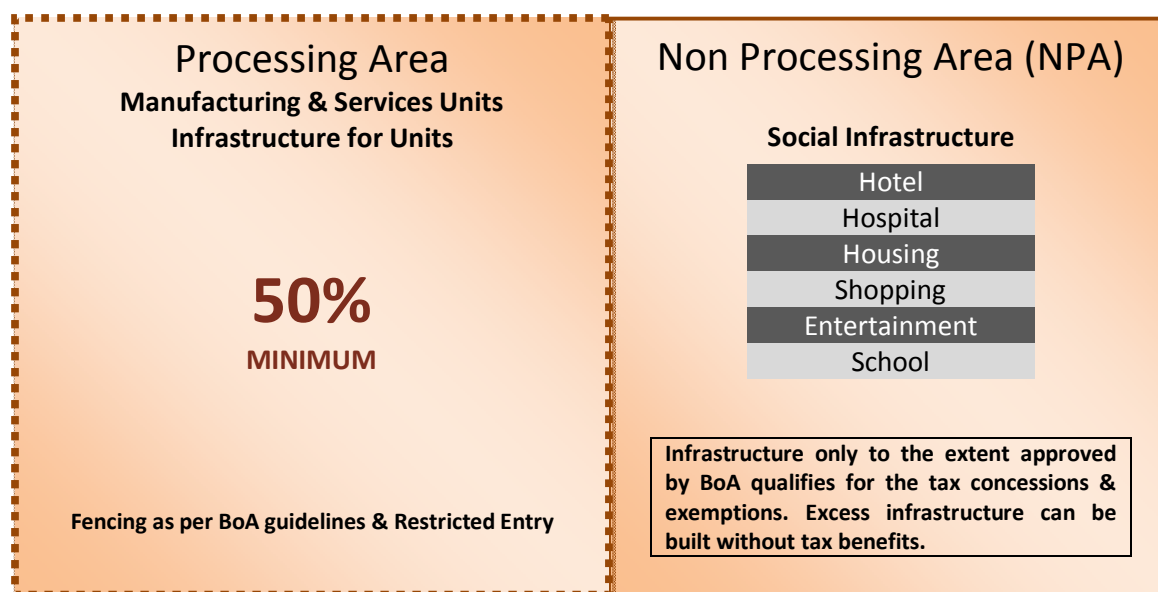 Processing Area
Manufacturing & Services Units
Infrastructure for Units
50%
MINIMUM
Fencing as per BoA guidelines & Restricted Entry
Non Processing Area (NPA)
Social Infrastructure
Hotel
Hospital
Housing
Shopping
Entertainment
School
Infrastructure only to the extent approved
by BoA qualifies for the tax concessions &
exemptions. Excess infrastructure can be
built without tax benefits.